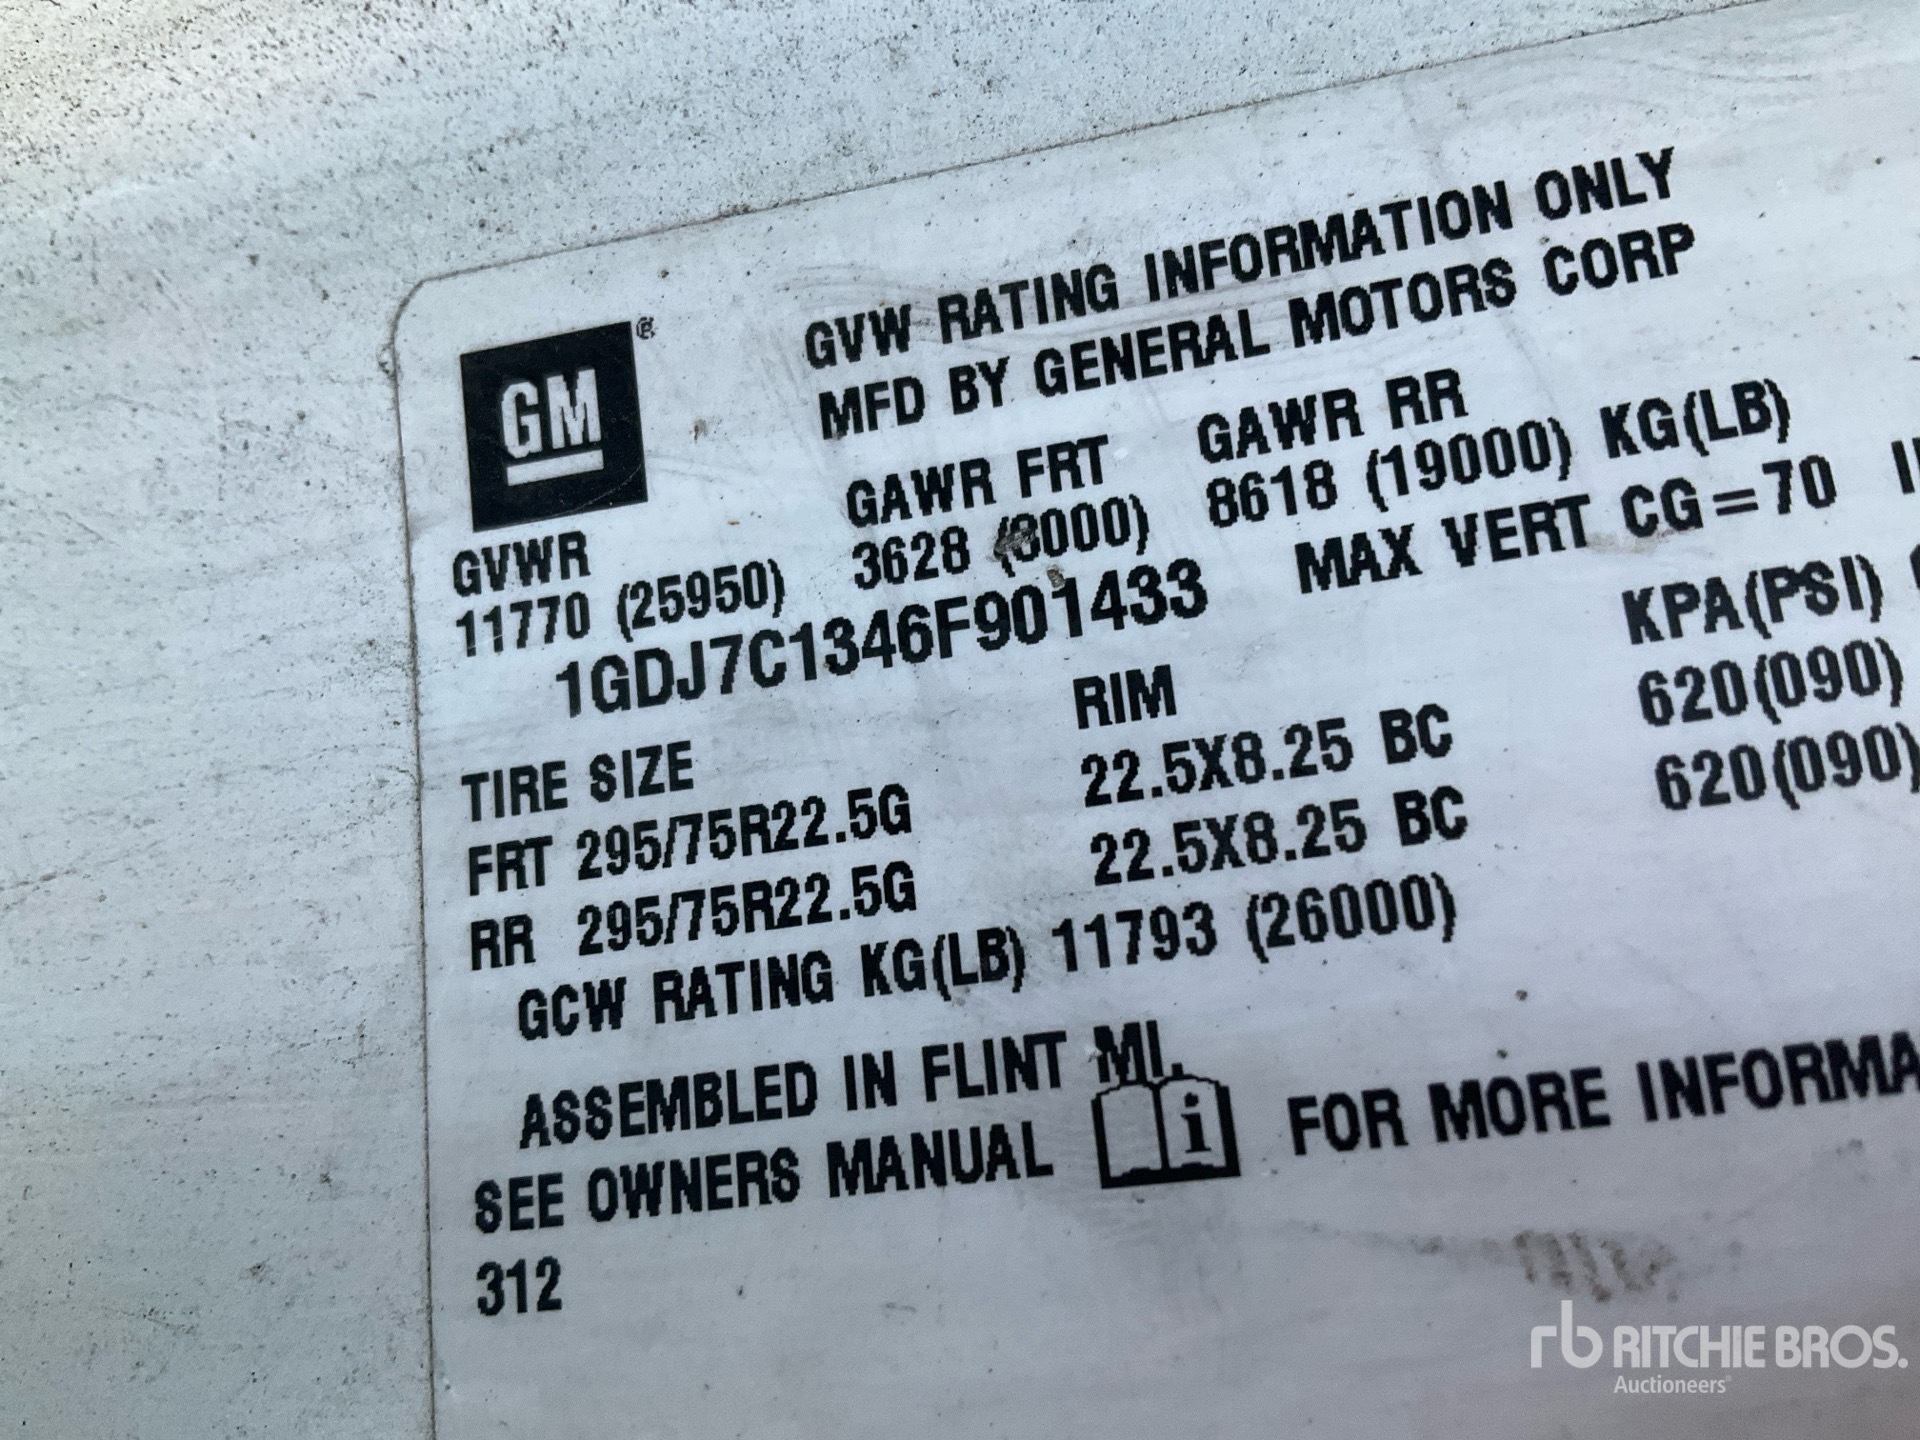 GM®
GVW RATING INFORMATION ONLY
MFD BY GENERAL MOTORS CORP
GVWR GAWR FRT GAWR RR
11770 (25950) 3628 (8000) 8618 (19000) KG(LB)
1GDJ7C1346F901433 MAX VERT CG=70
TIRE SIZE RIM KPA(PSI)
FRT 295/75R22.5G 22.5X8.25 BC 620(090)
RR 295/75R22.5G 22.5X8.25 BC 620(090)
GCW RATING KG(LB) 11793 (26000)
ASSEMBLED IN FLINT MI.
SEE OWNERS MANUAL i FOR MORE INFORMA
312
rb RITCHIE BROS.
Auctioneers